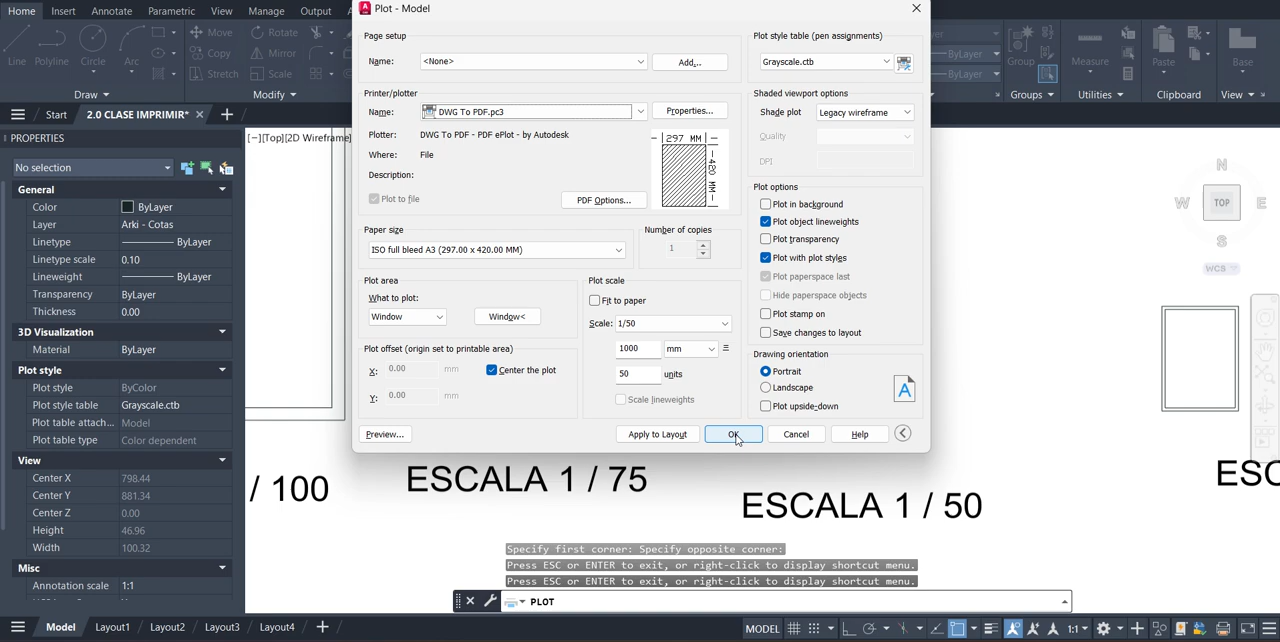 Home Insert Annotate Parametric View Manage Output
Plot - Model
Line Polyline Circle Arc
Move Rotate
Copy Mirror
Stretch Scale
Draw Modify
ByLayer
ByLayer
Group Measure Paste Base
Groups Utilities Clipboard View
Start 2.0 CLASE IMPRIMIR*
PROPERTIES
[−][Top][2D Wireframe]
No selection
General
Color ByLayer
Layer Arki - Cotas
Linetype ByLayer
Linetype scale 0.10
Lineweight ByLayer
Transparency ByLayer
Thickness 0.00
3D Visualization
Material ByLayer
Plot style
Plot style ByColor
Plot style table Grayscale.ctb
Plot table attach... Model
Plot table type Color dependent
View
Center X 798.44
Center Y 881.34
Center Z 0.00
Height 46.96
Width 100.32
Misc
Annotation scale 1:1
Page setup
Name: <None> Add...
Printer/plotter
Name: DWG To PDF.pc3 Properties...
Plotter: DWG To PDF - PDF ePlot - by Autodesk
Where: File
Description:
Plot to file PDF Options...
297 MM
420 MM
Paper size
ISO full bleed A3 (297.00 x 420.00 MM)
Number of copies
1
Plot area
What to plot:
Window Window<
Plot offset (origin set to printable area)
X: 0.00 mm Center the plot
Y: 0.00 mm
Plot scale
Fit to paper
Scale: 1/50
1000 mm =
50 units
Scale lineweights
Plot style table (pen assignments)
Grayscale.ctb
Shaded viewport options
Shade plot Legacy wireframe
Quality
DPI
Plot options
Plot in background
Plot object lineweights
Plot transparency
Plot with plot styles
Plot paperspace last
Hide paperspace objects
Plot stamp on
Save changes to layout
Drawing orientation
Portrait
Landscape
Plot upside-down
A
Preview... Apply to Layout OK Cancel Help
N
W TOP E
S
WCS
/ 100
ESCALA 1 / 75
ESCALA 1 / 50
ESC
Specify first corner: Specify opposite corner:
Press ESC or ENTER to exit, or right-click to display shortcut menu.
Press ESC or ENTER to exit, or right-click to display shortcut menu.
PLOT
Model Layout1 Layout2 Layout3 Layout4
MODEL 1:1